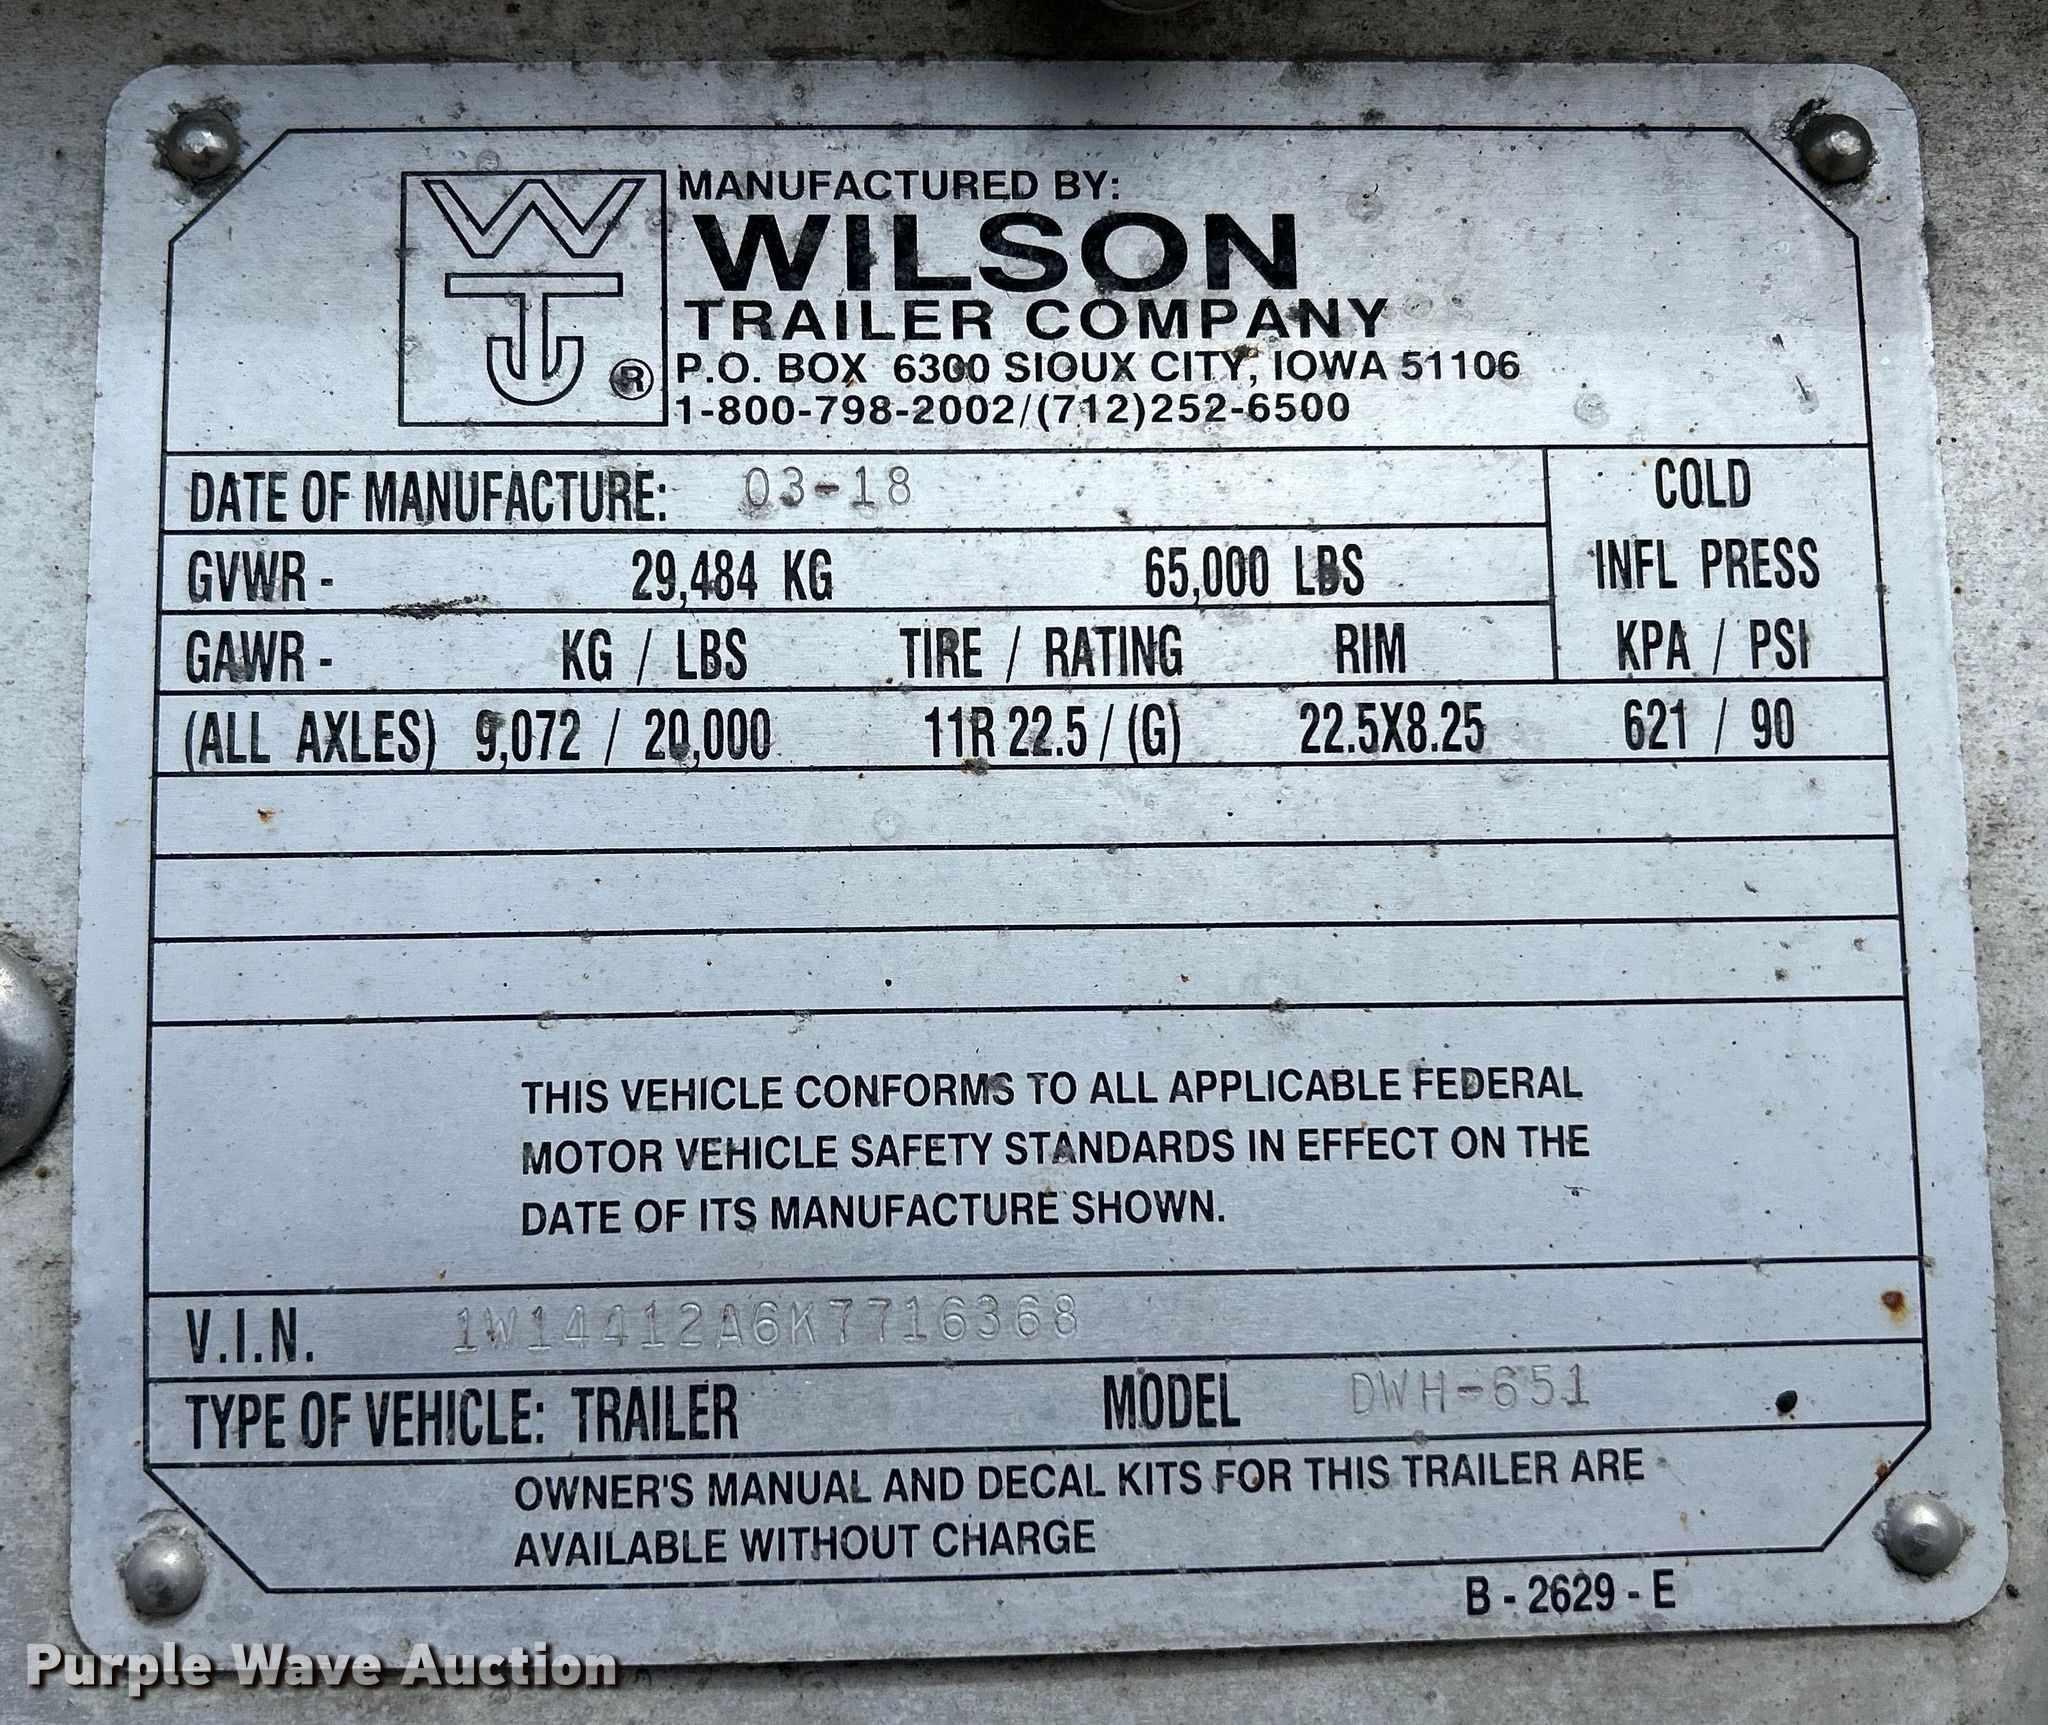 WT
J
®
MANUFACTURED BY:
WILSON
TRAILER COMPANY
P.O. BOX 6300 SIOUX CITY, IOWA 51106
1-800-798-2002/(712)252-6500
DATE OF MANUFACTURE: 03-18
COLD
INFL PRESS
KPA / PSI
GVWR - 29,484 KG 65,000 LBS
GAWR - KG / LBS TIRE / RATING RIM
(ALL AXLES) 9,072 / 20,000 11R 22.5 / (G) 22.5X8.25 621 / 90
THIS VEHICLE CONFORMS TO ALL APPLICABLE FEDERAL
MOTOR VEHICLE SAFETY STANDARDS IN EFFECT ON THE
DATE OF ITS MANUFACTURE SHOWN.
V.I.N. 1W14412A6K7716368
TYPE OF VEHICLE: TRAILER MODEL DWH-651
OWNER'S MANUAL AND DECAL KITS FOR THIS TRAILER ARE
AVAILABLE WITHOUT CHARGE
B - 2629 - E
Purple Wave Auction